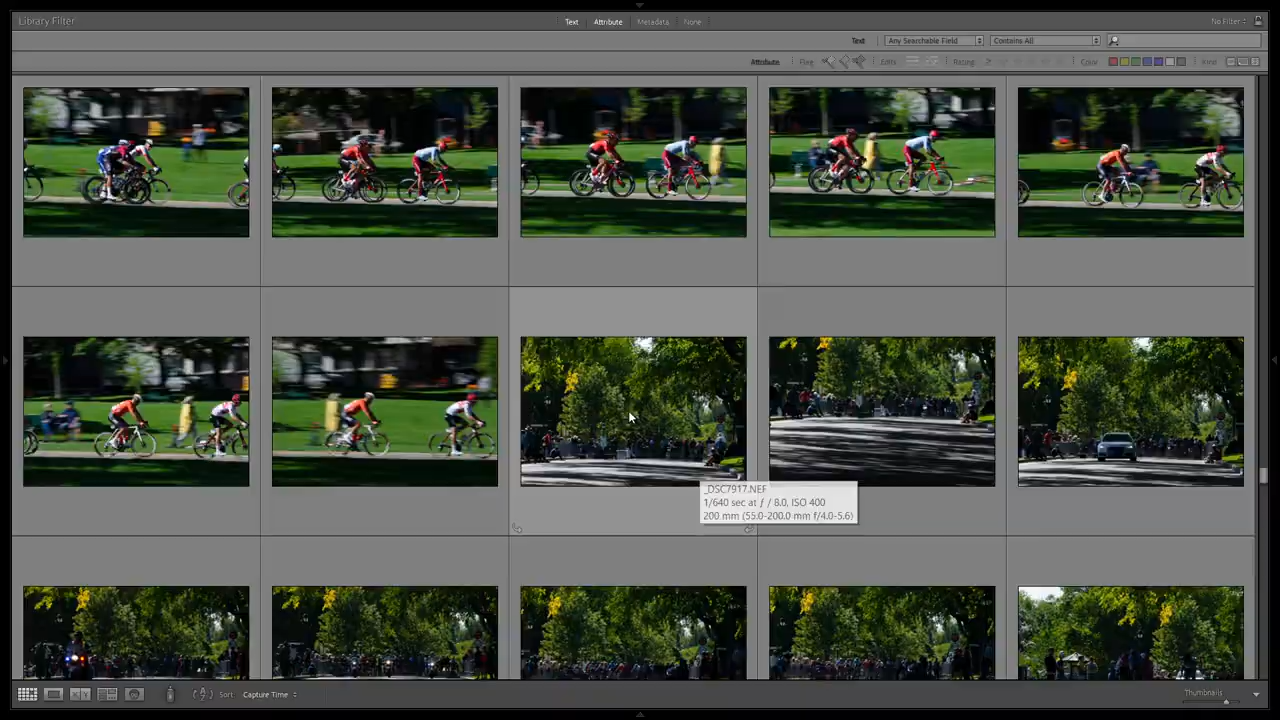 Library Filter
Text Attribute Metadata None
No Filter
Text Any Searchable Field Contains All
Attribute Flag Edits Rating Color Kind
_DSC7917.NEF
1/640 sec at ƒ / 8.0, ISO 400
200 mm (55.0-200.0 mm f/4.0-5.6)
Sort Capture Time
Thumbnails